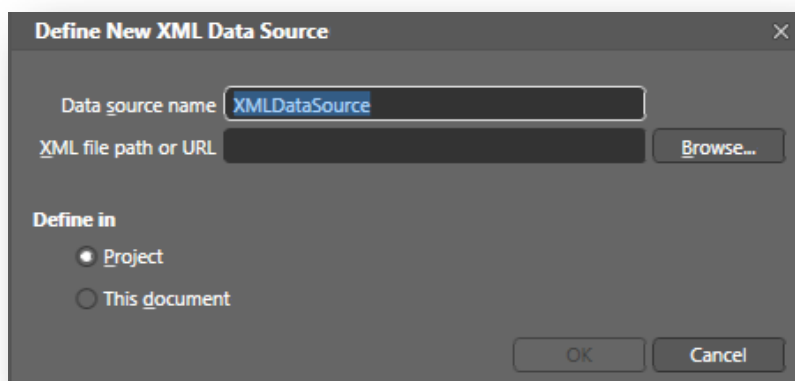 Define New XML Data Source
Data source name XMLDataSource
XML file path or URL Browse...
Define in
Project
This document
OK Cancel